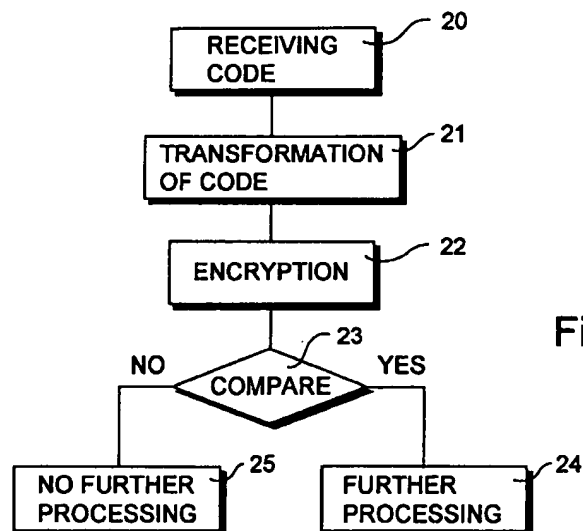 20
RECEIVING
CODE
21
TRANSFORMATION
OF CODE
22
ENCRYPTION
23
NO
YES
COMPARE
25
24
NO FURTHER
PROCESSING
FURTHER
PROCESSING
Fi